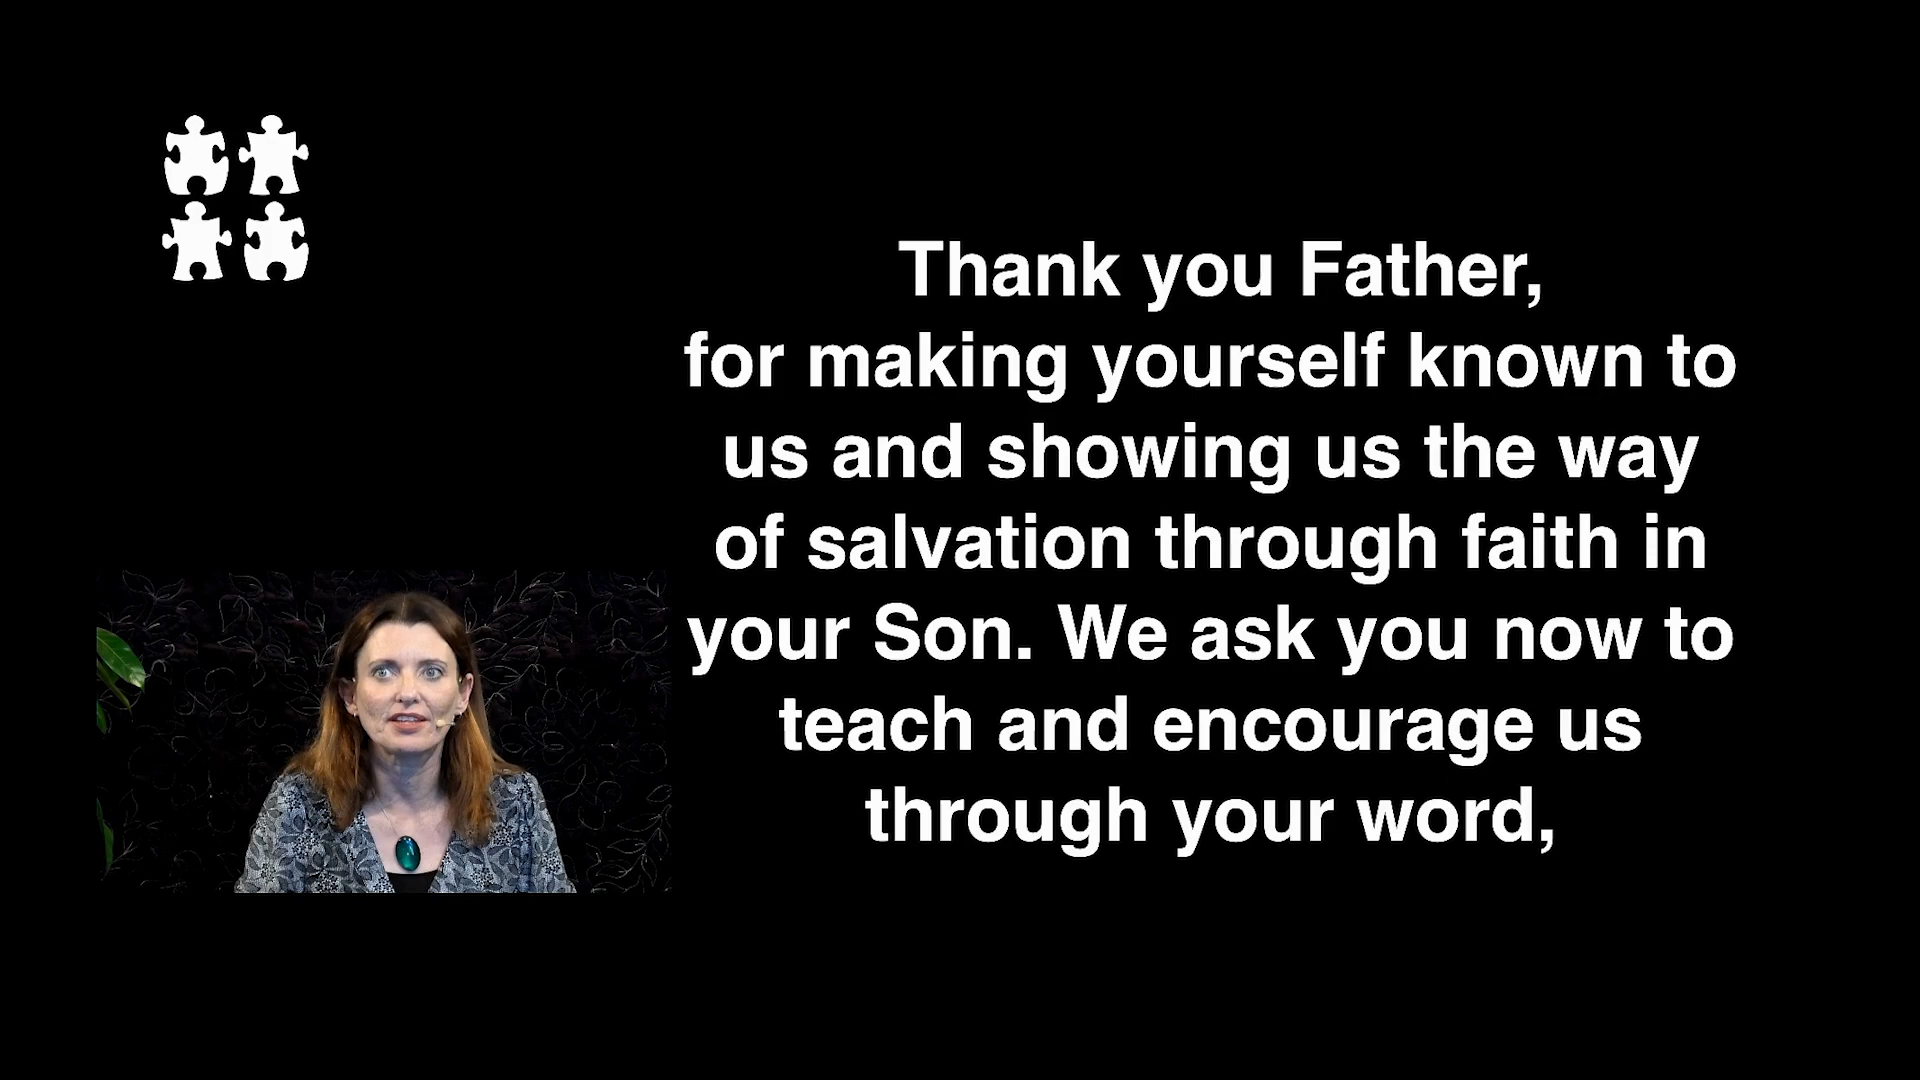 Thank you Father,
for making yourself known to
us and showing us the way
of salvation through faith in
your Son. We ask you now to
teach and encourage us
through your word,